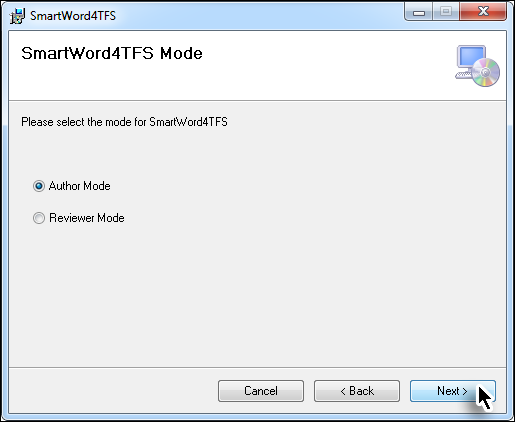 SmartWord4TFS
SmartWord4TFS Mode
Please select the mode for SmartWord4TFS
Author Mode
Reviewer Mode
Cancel
< Back
Next >